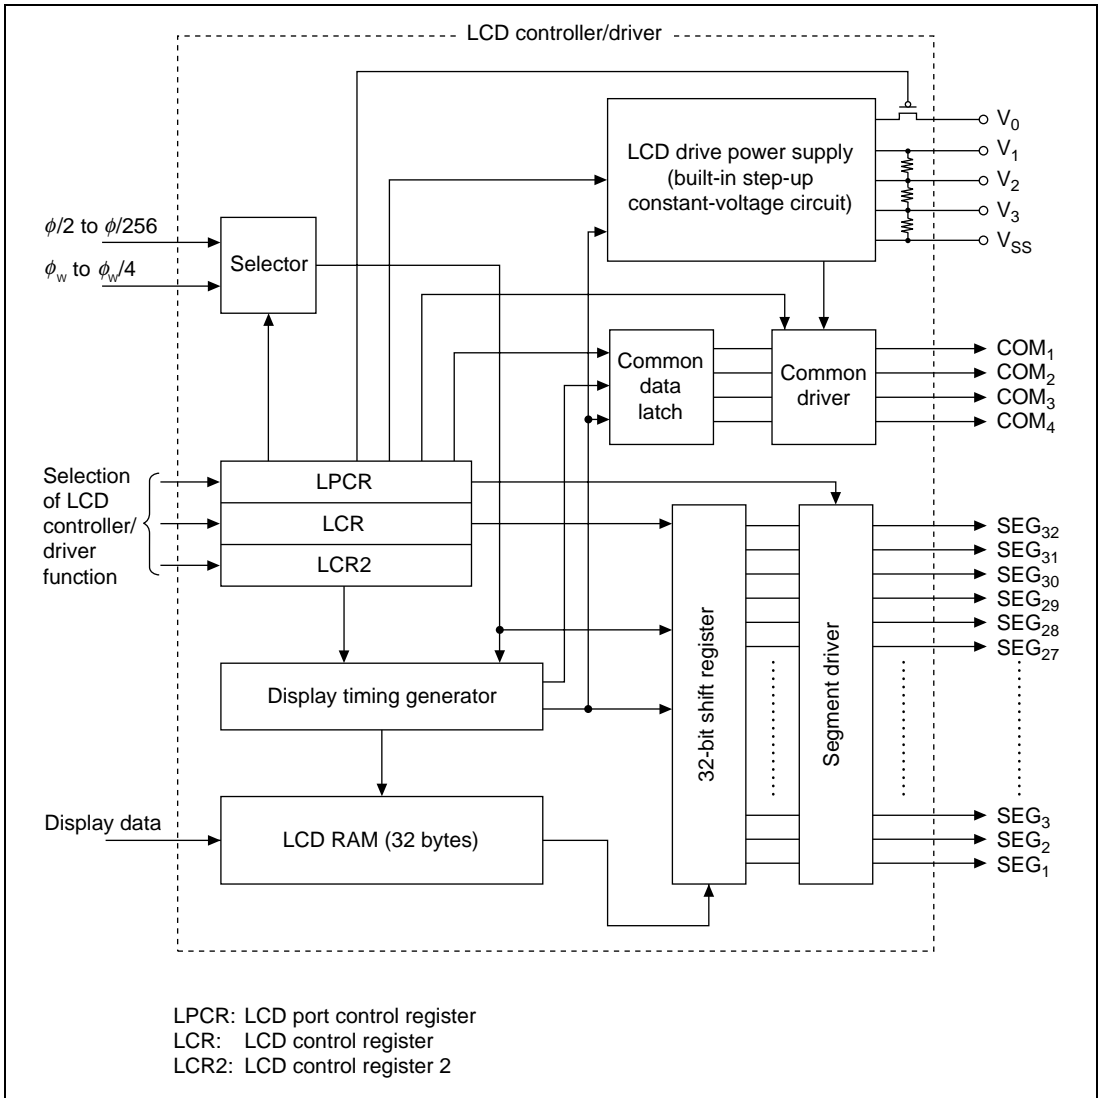 LCD controller/driver
LCD drive power supply
(built-in step-up
constant-voltage circuit)
V0
V1
V2
V3
VSS
ϕ/2 to ϕ/256
ϕw to ϕw/4
Selector
Common
data
latch
Common
driver
COM1
COM2
COM3
COM4
Selection
of LCD
controller/
driver
function
LPCR
LCR
LCR2
Display timing generator
Display data
LCD RAM (32 bytes)
32-bit shift register
Segment driver
SEG32
SEG31
SEG30
SEG29
SEG28
SEG27
SEG3
SEG2
SEG1
LPCR: LCD port control register
LCR: LCD control register
LCR2: LCD control register 2